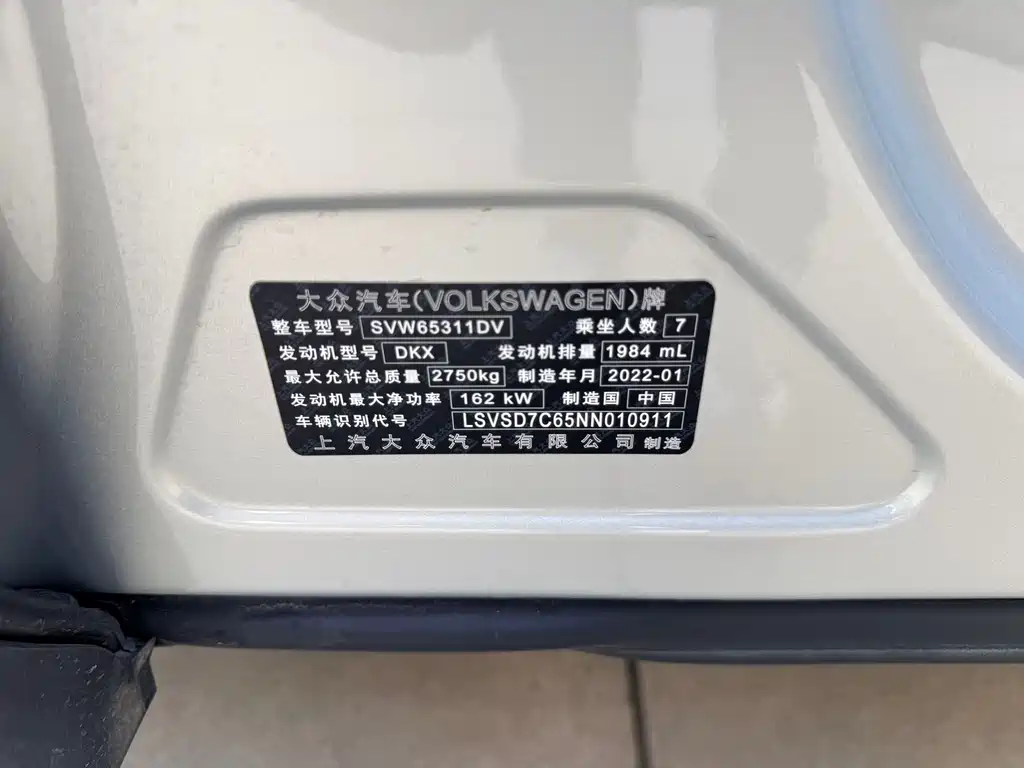 大众汽车(VOLKSWAGEN)牌
整车型号 SVW65311DV 乘坐人数 7
发动机型号 DKX 发动机排量 1984 mL
最大允许总质量 2750kg 制造年月 2022-01
发动机最大净功率 162 kW 制造国 中国
车辆识别代号 LSVSD7C65NN010911
上汽大众汽车有限公司制造